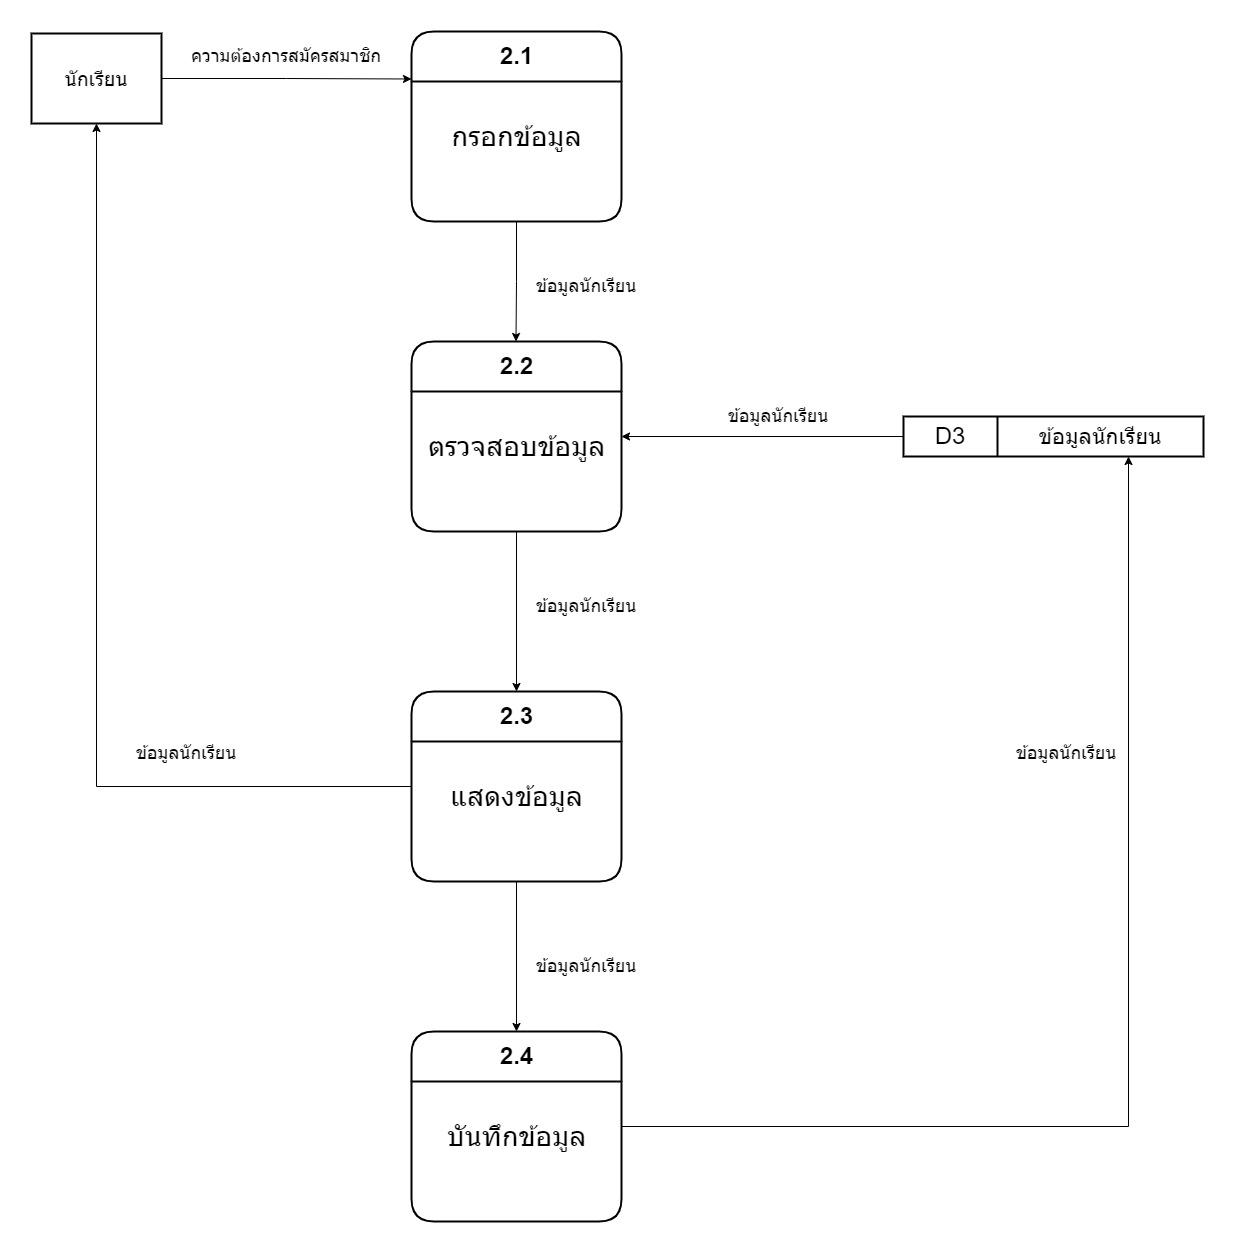 นักเรียน
ความต้องการสมัครสมาชิก
2.1
กรอกข้อมูล
ข้อมูลนักเรียน
2.2
ตรวจสอบข้อมูล
ข้อมูลนักเรียน
D3
ข้อมูลนักเรียน
ข้อมูลนักเรียน
2.3
แสดงข้อมูล
ข้อมูลนักเรียน
ข้อมูลนักเรียน
ข้อมูลนักเรียน
2.4
บันทึกข้อมูล